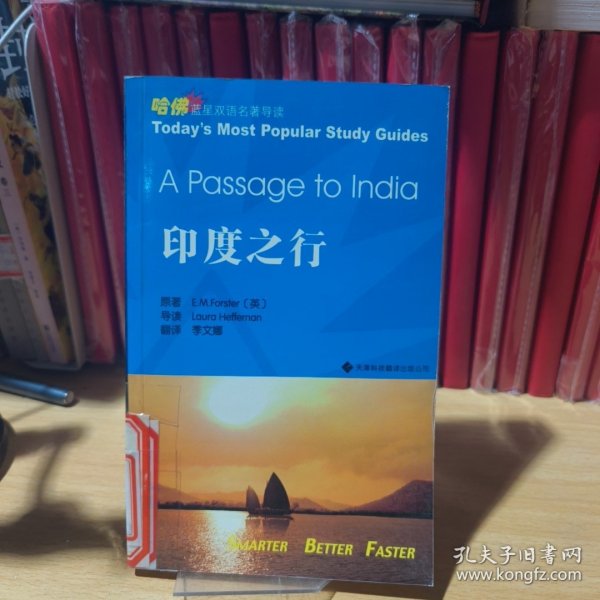 哈佛蓝星双语名著导读
Today's Most Popular Study Guides
A Passage to India
印度之行
原著 E.M.Forster〔英〕
导读 Laura Heffernan
翻译 季文娜
天津科技翻译出版公司
SMARTER BETTER FASTER
孔夫子旧书网
www.kongfz.com